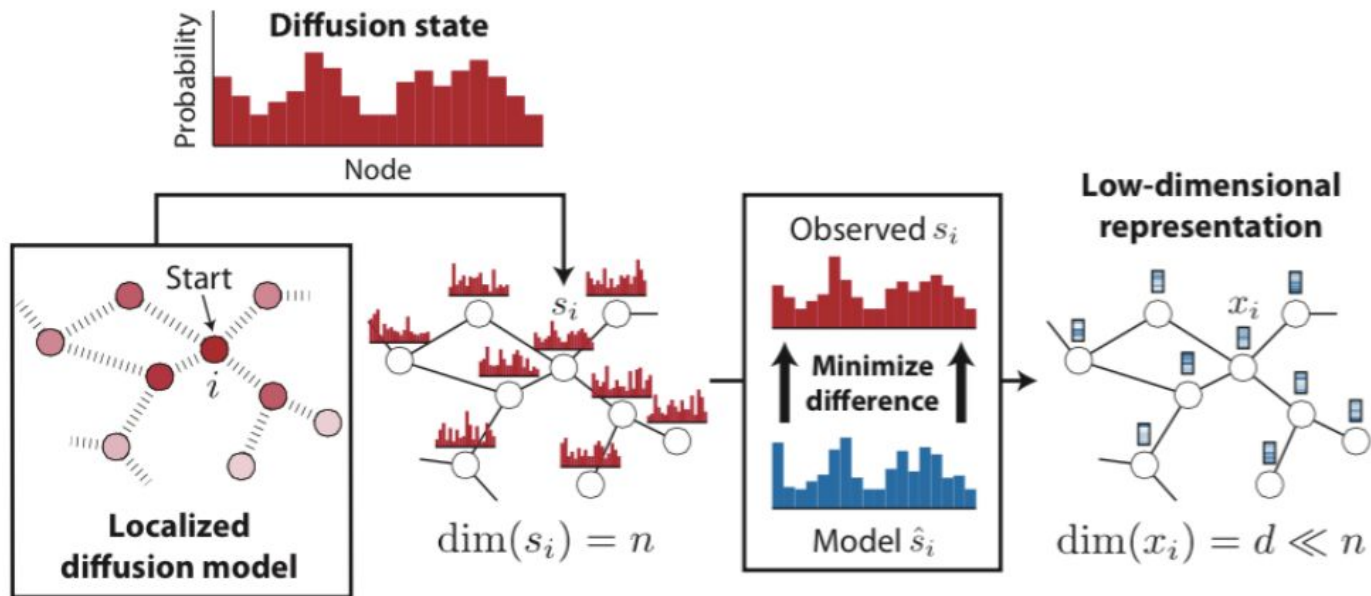 Diffusion state
Probability
Node
Start
i
Localized
diffusion model
s_i
dim(s_i) = n
Observed s_i
Minimize
difference
Model ŝ_i
Low-dimensional
representation
x_i
dim(x_i) = d ≪ n